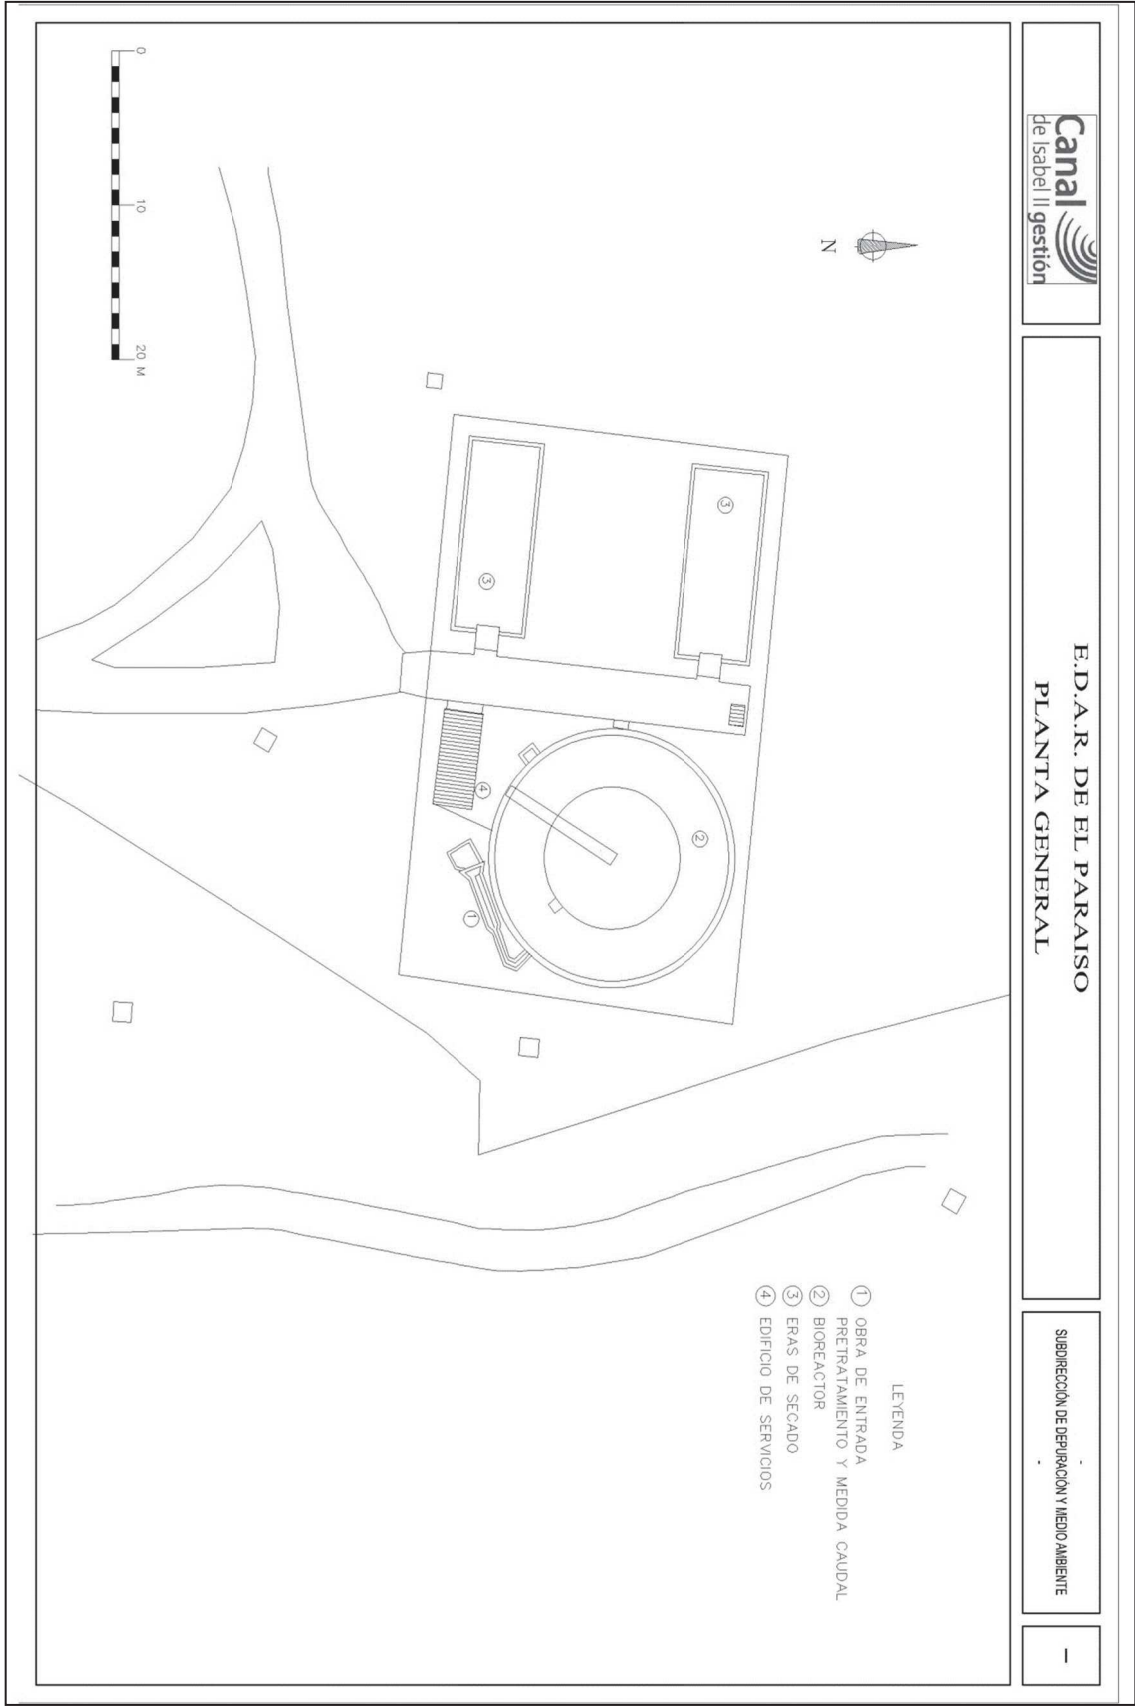 Canal
de Isabel II gestión
E.D.A.R. DE EL PARAISO
PLANTA GENERAL
-
SUBDIRECCIÓN DE DEPURACIÓN Y MEDIO AMBIENTE
-
1
N
0 10 20 M
3
3
2
4
1
LEYENDA
1 OBRA DE ENTRADA
PRETRATAMIENTO Y MEDIDA CAUDAL
2 BIOREACTOR
3 ERAS DE SECADO
4 EDIFICIO DE SERVICIOS